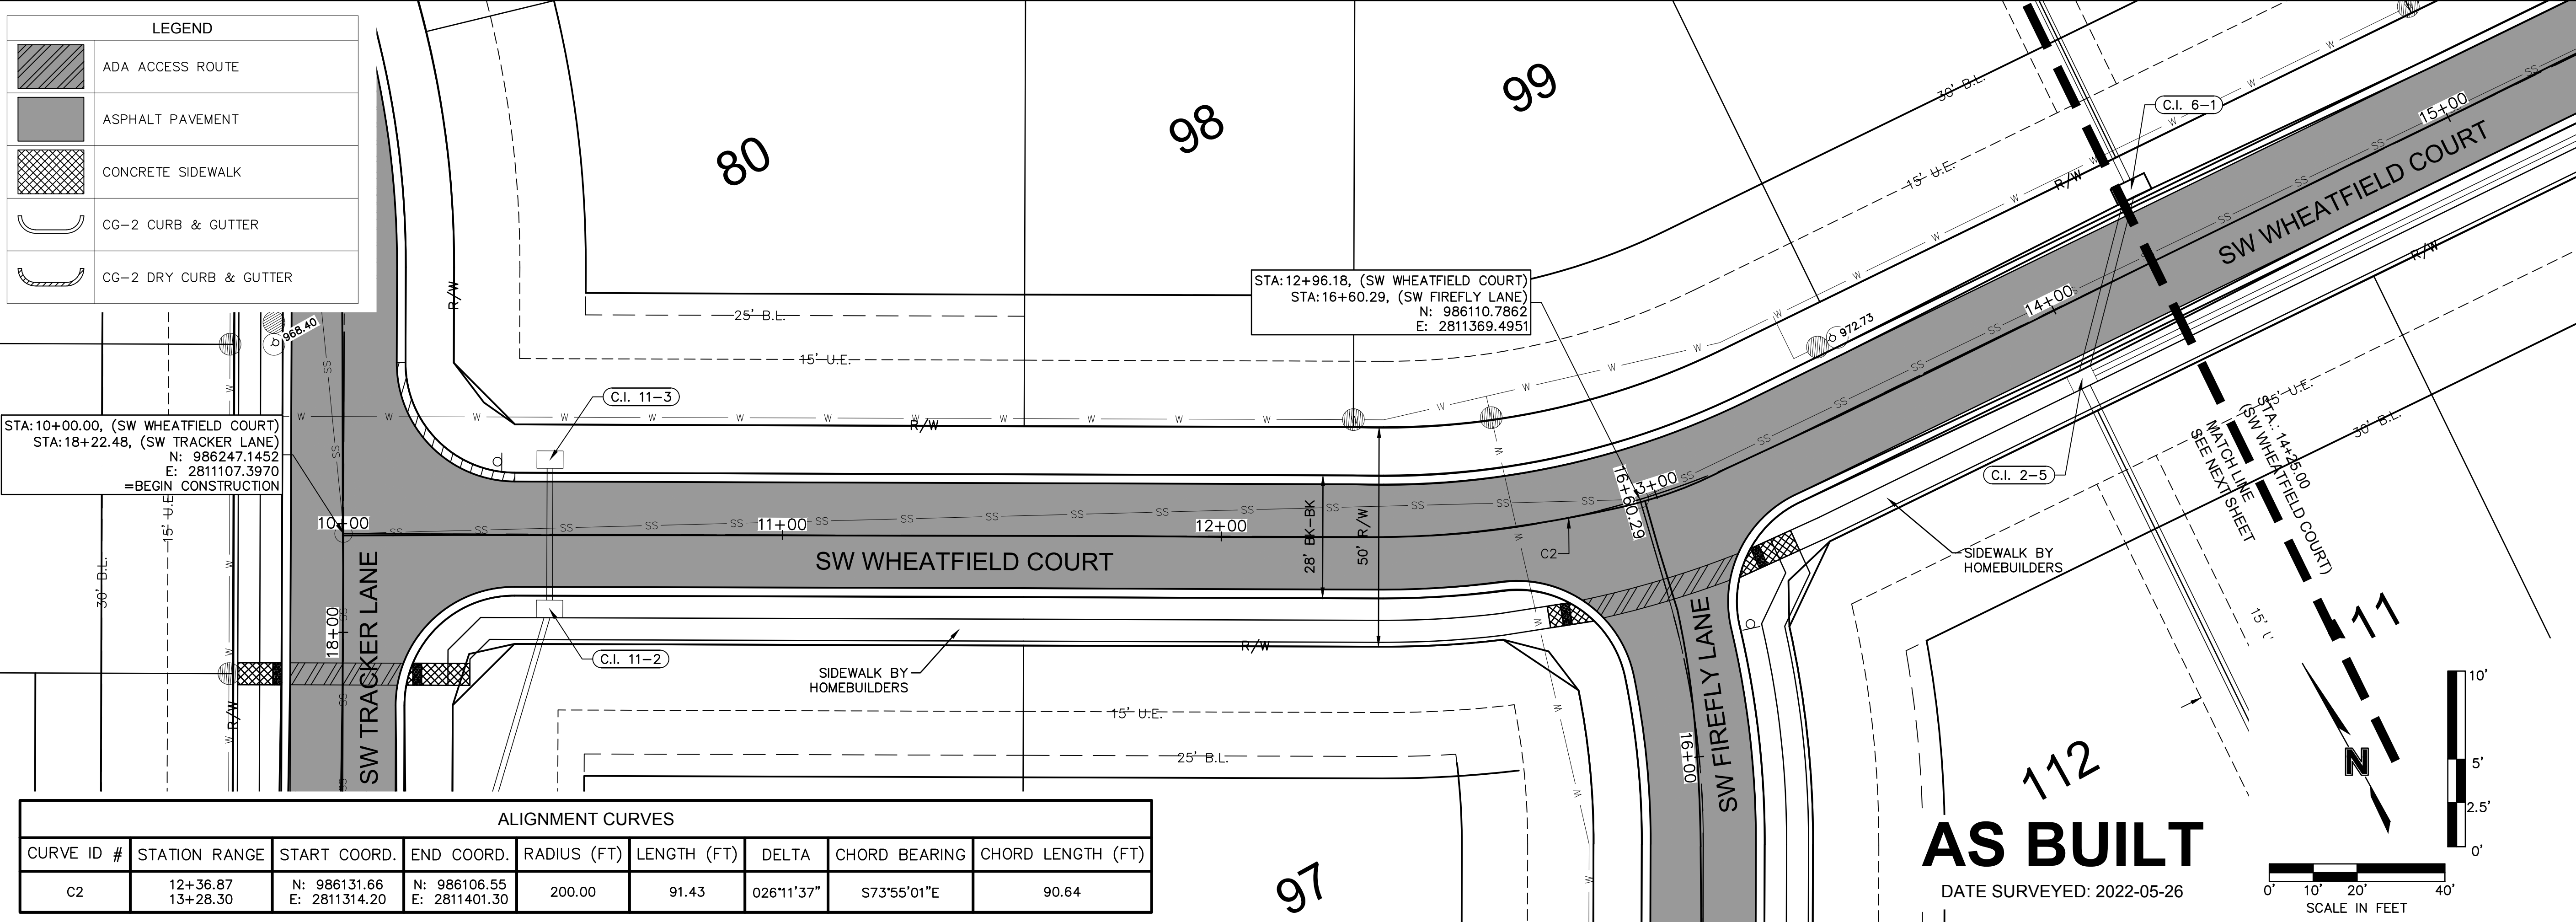 LEGEND
ADA ACCESS ROUTE
ASPHALT PAVEMENT
CONCRETE SIDEWALK
CG-2 CURB & GUTTER
CG-2 DRY CURB & GUTTER
80
98
99
30' B.L.
15' U.E.
R/W
C.I. 6-1
15+00
SW WHEATFIELD COURT
R/W
14+00
R/W
25' B.L.
15' U.E.
STA:12+96.18, (SW WHEATFIELD COURT)
STA:16+60.29, (SW FIREFLY LANE)
N: 986110.7862
E: 2811369.4951
972.73
968.40
C.I. 11-3
R/W
STA:10+00.00, (SW WHEATFIELD COURT)
STA:18+22.48, (SW TRACKER LANE)
N: 986247.1452
E: 2811107.3970
=BEGIN CONSTRUCTION
15' U.E.
30' B.L.
R/W
10+00
11+00
12+00
3+00
16+60.29
C2
SW WHEATFIELD COURT
28' BK-BK
50' R/W
C.I. 2-5
STA.: 14+25.00
(SW WHEATFIELD COURT)
MATCH LINE
SEE NEXT SHEET
15' U.E.
30' B.L.
SIDEWALK BY
HOMEBUILDERS
18+00
SW TRACKER LANE
C.I. 11-2
SIDEWALK BY
HOMEBUILDERS
R/W
15' U.E.
25' B.L.
SW FIREFLY LANE
16+00
11
15' U'
112
97
N
10'
5'
2.5'
0'
0' 10' 20' 40'
SCALE IN FEET
AS BUILT
DATE SURVEYED: 2022-05-26
ALIGNMENT CURVES
CURVE ID # STATION RANGE START COORD. END COORD. RADIUS (FT) LENGTH (FT) DELTA CHORD BEARING CHORD LENGTH (FT)
C2 12+36.87 13+28.30 N: 986131.66 E: 2811314.20 N: 986106.55 E: 2811401.30 200.00 91.43 026°11'37" S73°55'01"E 90.64